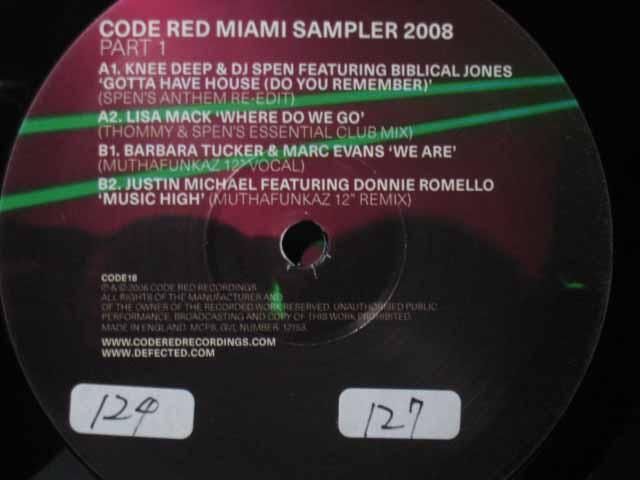 CODE RED MIAMI SAMPLER 2008
PART 1
A1. KNEE DEEP & DJ SPEN FEATURING BIBLICAL JONES
'GOTTA HAVE HOUSE (DO YOU REMEMBER)'
(SPEN'S ANTHEM RE-EDIT)
A2. LISA MACK 'WHERE DO WE GO'
(THOMMY & SPEN'S ESSENTIAL CLUB MIX)
B1. BARBARA TUCKER & MARC EVANS 'WE ARE'
(MUTHAFUNKAZ 12" VOCAL)
B2. JUSTIN MICHAEL FEATURING DONNIE ROMELLO
'MUSIC HIGH' (MUTHAFUNKAZ 12" REMIX)
CODE18
℗ & © 2008 CODE RED RECORDINGS
ALL RIGHTS OF THE MANUFACTURER AND
OF THE OWNER OF THE RECORDED WORK RESERVED. UNAUTHORISED PUBLIC
PERFORMANCE, BROADCASTING AND COPY OF THIS WORK PROHIBITED.
MADE IN ENGLAND. MCPS. GVL NUMBER: 12153.
WWW.CODEREDRECORDINGS.COM
WWW.DEFECTED.COM
124 127